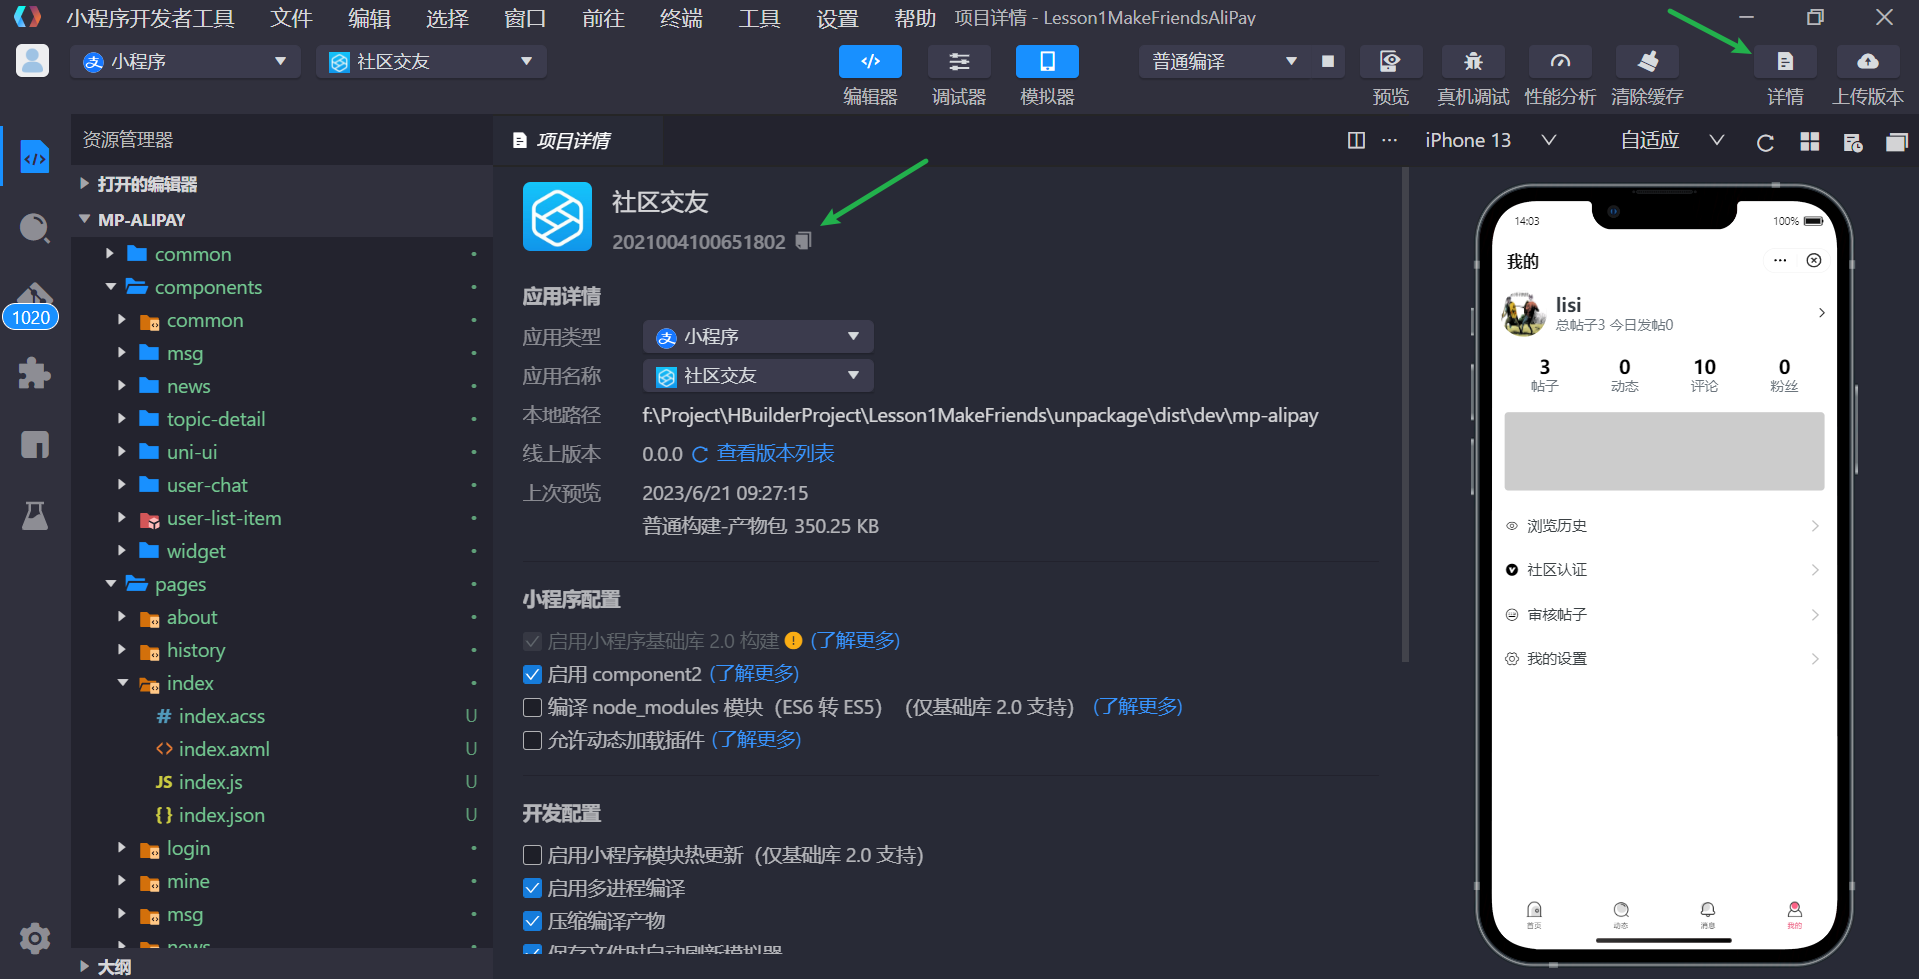 小程序开发者工具 文件 编辑 选择 窗口 前往 终端 工具 设置 帮助 项目详情 - Lesson1MakeFriendsAliPay
小程序 社区交友 普通编译
编辑器 调试器 模拟器 预览 真机调试 性能分析 清除缓存 详情 上传版本
资源管理器
打开的编辑器
MP-ALIPAY
common
components
common
msg
news
topic-detail
uni-ui
user-chat
user-list-item
widget
pages
about
history
index
# index.acss U
<> index.axml U
JS index.js U
{} index.json U
login
mine
msg
news
大纲
1020
项目详情
社区交友
2021004100651802
应用详情
应用类型 小程序
应用名称 社区交友
本地路径 f:\Project\HBuilderProject\Lesson1MakeFriends\unpackage\dist\dev\mp-alipay
线上版本 0.0.0 查看版本列表
上次预览 2023/6/21 09:27:15
普通构建-产物包 350.25 KB
小程序配置
启用小程序基础库 2.0 构建 (了解更多)
启用 component2 (了解更多)
编译 node_modules 模块（ES6 转 ES5）（仅基础库 2.0 支持） (了解更多)
允许动态加载插件 (了解更多)
开发配置
启用小程序模块热更新（仅基础库 2.0 支持）
启用多进程编译
压缩编译产物
保存文件时自动刷新模拟器
iPhone 13 自适应
14:03 100%
我的
lisi
总帖子3 今日发帖0
3 0 10 0
帖子 动态 评论 粉丝
浏览历史
社区认证
审核帖子
我的设置
首页 动态 消息 我的